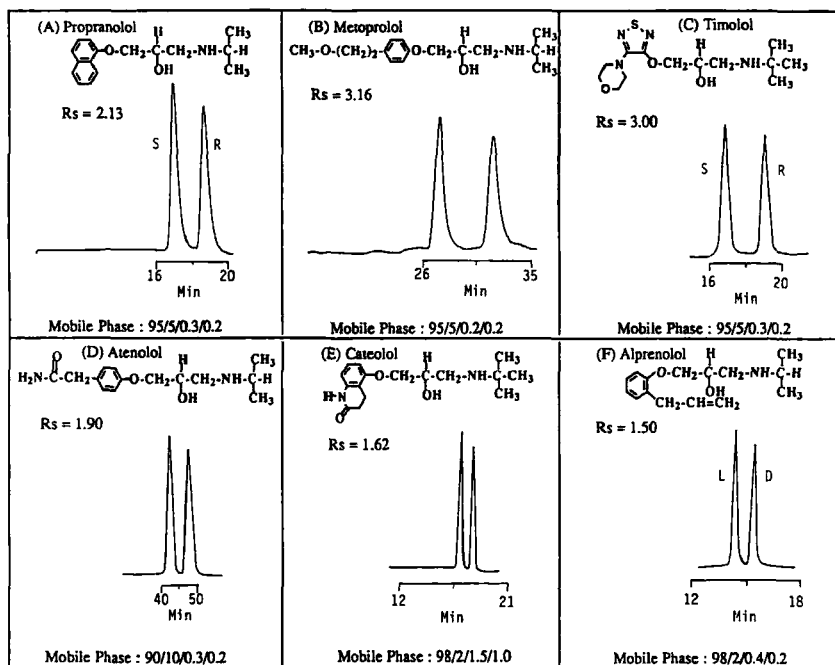 (A) Propranolol
O-CH₂-C-CH₂-NH-C-H
H
OH
CH₃
CH₃
Rs = 2.13
S
R
16
20
Min
Mobile Phase : 95/5/0.3/0.2
(B) Metoprolol
CH₃-O-(CH₂)₂-
O-CH₂-C-CH₂-NH-C-H
H
OH
CH₃
CH₃
Rs = 3.16
26
35
Min
Mobile Phase : 95/5/0.2/0.2
(C) Timolol
S
N
N
N
O
O-CH₂-C-CH₂-NH-C-CH₃
H
OH
CH₃
CH₃
Rs = 3.00
S
R
16
20
Min
Mobile Phase : 95/5/0.3/0.2
(D) Atenolol
O
H₂N-C-CH₂-
O-CH₂-C-CH₂-NH-C-H
H
OH
CH₃
CH₃
Rs = 1.90
40
50
Min
Mobile Phase : 90/10/0.3/0.2
(E) Cateolol
O-CH₂-C-CH₂-NH-C-CH₃
H
OH
CH₃
CH₃
H-N
O
Rs = 1.62
12
21
Min
Mobile Phase : 98/2/1.5/1.0
(F) Alprenolol
O-CH₂-C-CH₂-NH-C-H
H
OH
CH₃
CH₃
CH₂-CH=CH₂
Rs = 1.50
L
D
12
18
Min
Mobile Phase : 98/2/0.4/0.2